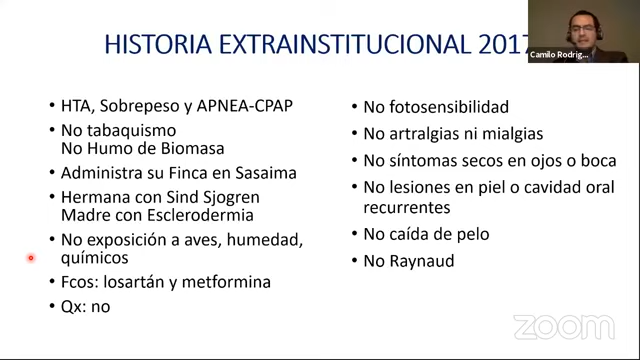 HISTORIA EXTRAINSTITUCIONAL 2017
Camilo Rodríg...
• HTA, Sobrepeso y APNEA-CPAP
• No tabaquismo
No Humo de Biomasa
• Administra su Finca en Sasaima
• Hermana con Sind Sjogren
Madre con Esclerodermia
• No exposición a aves, humedad,
químicos
• Fcos: losartán y metformina
• Qx: no
• No fotosensibilidad
• No artralgias ni mialgias
• No síntomas secos en ojos o boca
• No lesiones en piel o cavidad oral
recurrentes
• No caída de pelo
• No Raynaud
zoom